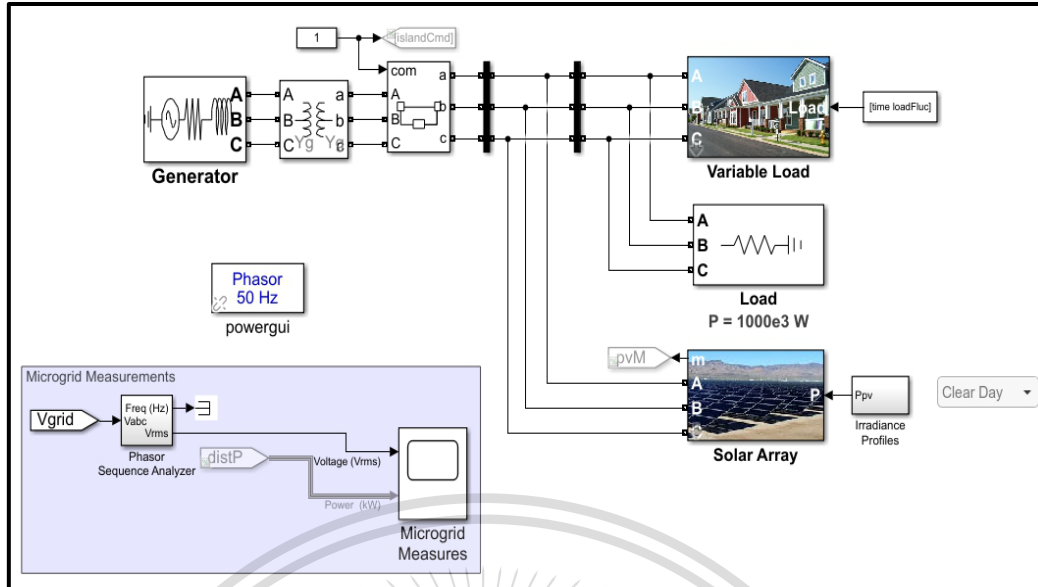 1
[islandCmd]
com
A
B
C
a
b
c
A
B
C
A
B
C
a
b
c
Yg
Yg
Generator
A
B
C
Load
[time loadFluc]
Variable Load
A
B
C
Load
P = 1000e3 W
Phasor
50 Hz
powergui
pvM
m
A
B
C
P
Ppv
Clear Day
Irradiance
Profiles
Solar Array
Microgrid Measurements
Vgrid
Freq (Hz)
Vabc
Vrms
Phasor
Sequence Analyzer
distP
Voltage (Vrms)
Power (kW)
Microgrid
Measures